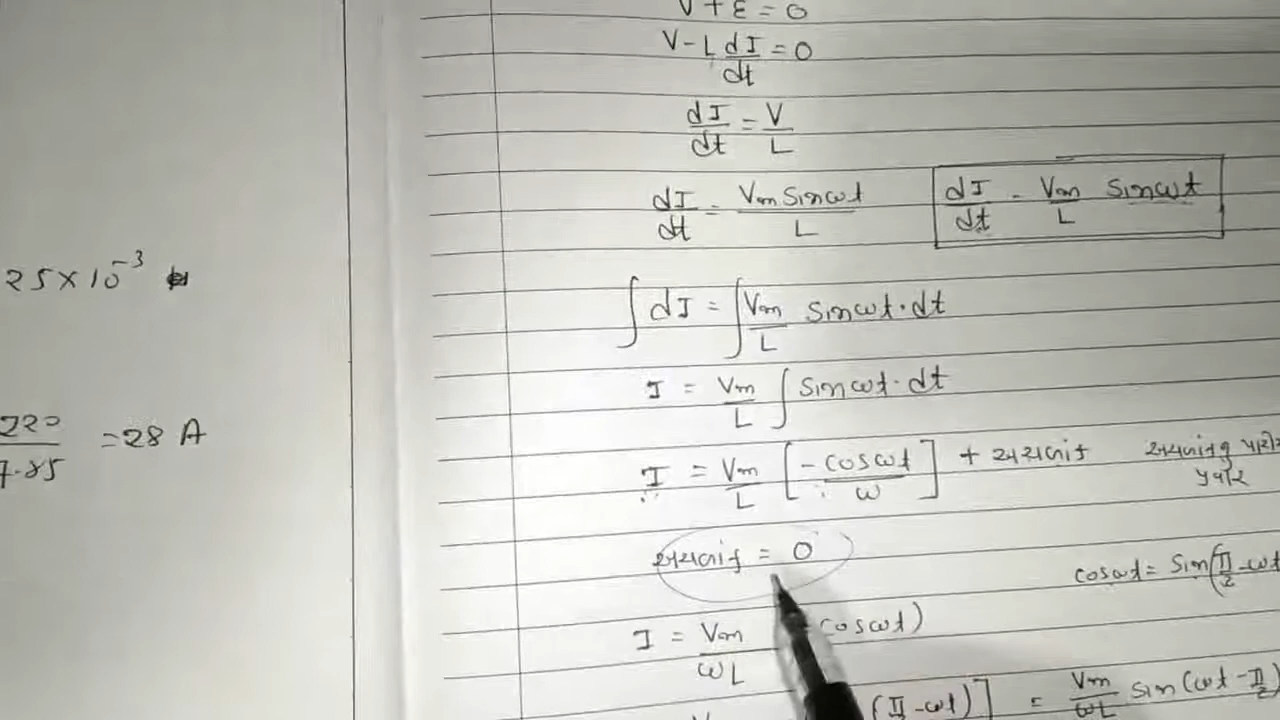 25×10⁻³ H
220/7.85 = 28 A
V + ε = 0
V - L dI/dt = 0
dI/dt = V/L
dI/dt = Vm sinωt / L
dI/dt = Vm/L sinωt
∫ dI = ∫ Vm/L sinωt · dt
I = Vm/L ∫ sinωt · dt
I = Vm/L [ -cosωt / ω ] +
= 0
cosωt = sin(π/2 - ωt
I = Vm/ωL cosωt)
(π - ωt) ] = Vm/ωL sin(ωt - π/2)